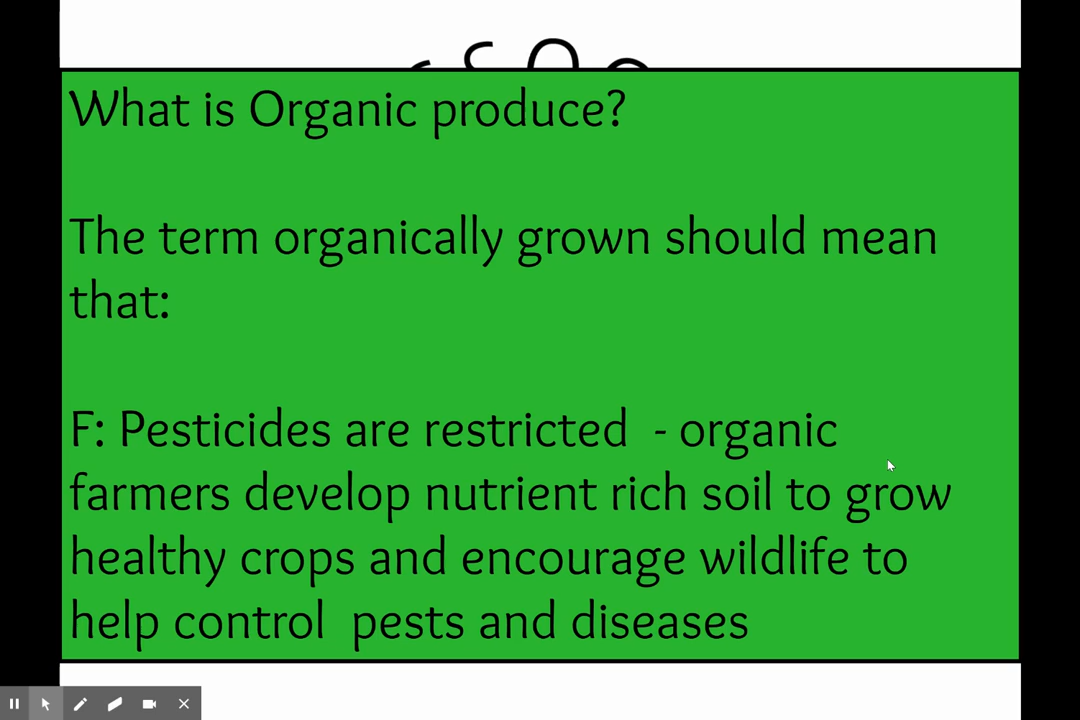 What is Organic produce?
The term organically grown should mean
that:
F: Pesticides are restricted - organic
farmers develop nutrient rich soil to grow
healthy crops and encourage wildlife to
help control pests and diseases